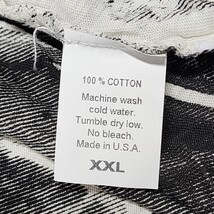 100 % COTTON
Machine wash
cold water.
Tumble dry low.
No bleach.
Made in U.S.A.
XXL